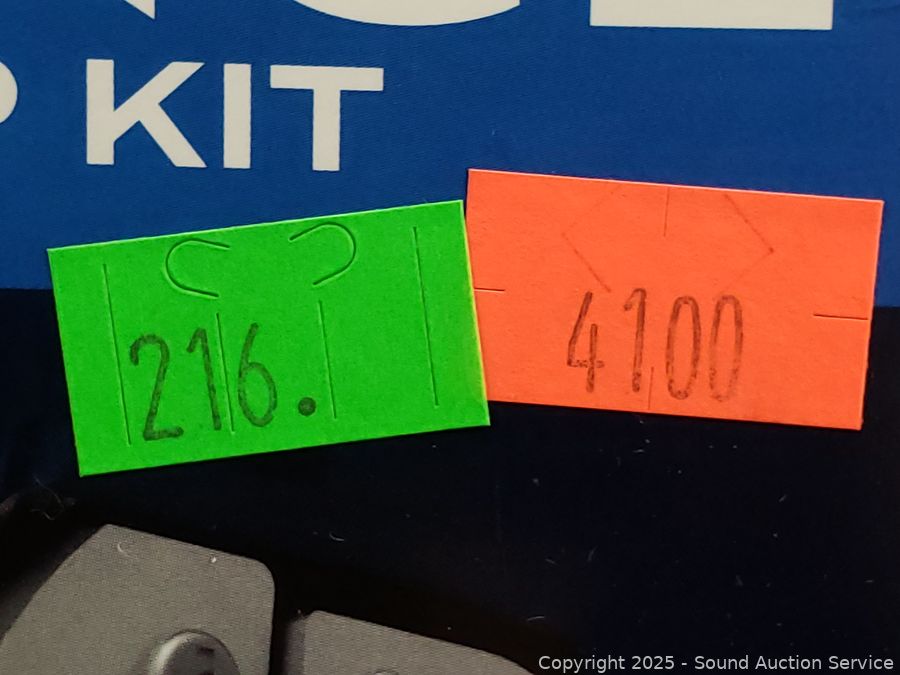 KIT
216.
4100
Copyright 2025 - Sound Auction Service